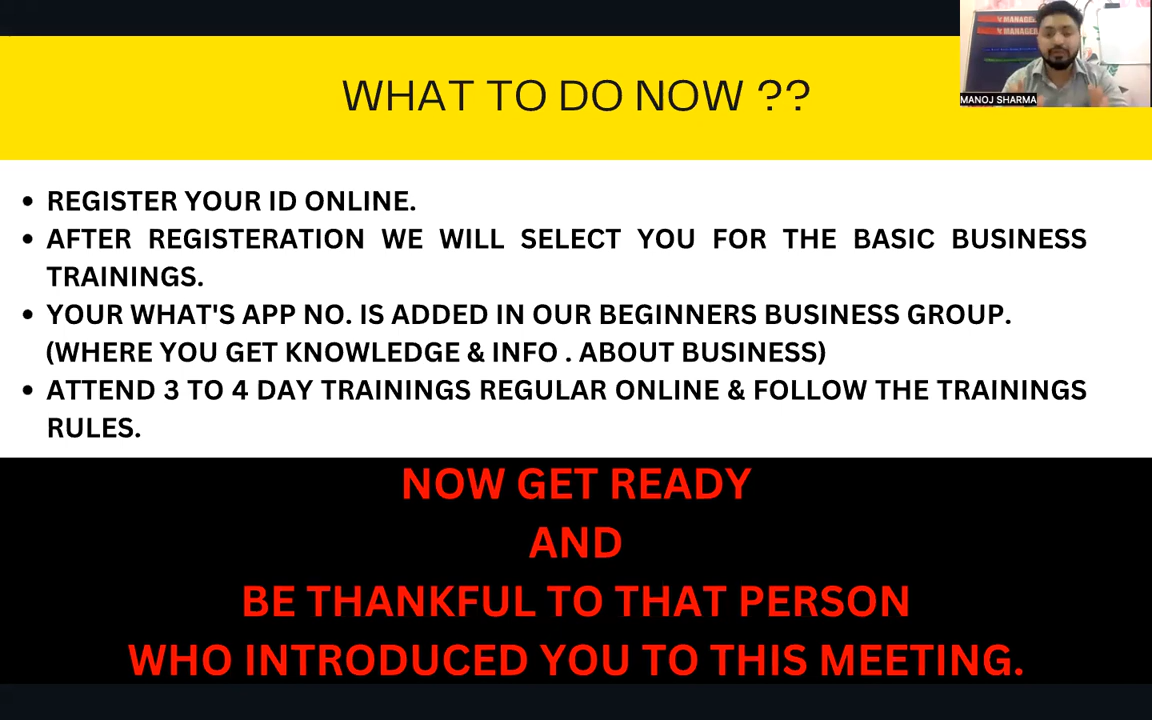 WHAT TO DO NOW ??
V MANAGER
V MANAGER
MANOJ SHARMA
• REGISTER YOUR ID ONLINE.
• AFTER REGISTERATION WE WILL SELECT YOU FOR THE BASIC BUSINESS
TRAININGS.
• YOUR WHAT'S APP NO. IS ADDED IN OUR BEGINNERS BUSINESS GROUP.
(WHERE YOU GET KNOWLEDGE & INFO . ABOUT BUSINESS)
• ATTEND 3 TO 4 DAY TRAININGS REGULAR ONLINE & FOLLOW THE TRAININGS
RULES.
NOW GET READY
AND
BE THANKFUL TO THAT PERSON
WHO INTRODUCED YOU TO THIS MEETING.